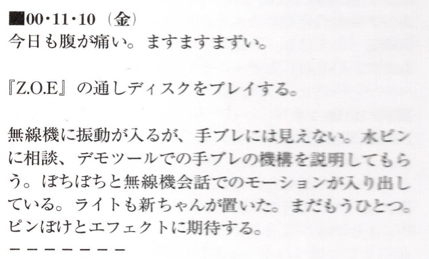 ■00・11・10（金）
今日も腹が痛い。ますますまずい。
『Z.O.E』の通しディスクをプレイする。
無線機に振動が入るが、手ブレには見えない。水ビン
に相談、デモツールでの手ブレの機構を説明してもら
う。ぼちぼちと無線機会話でのモーションが入り出し
ている。ライトも新ちゃんが置いた。まだもうひとつ。
ピンぼけとエフェクトに期待する。
－－－－－－－